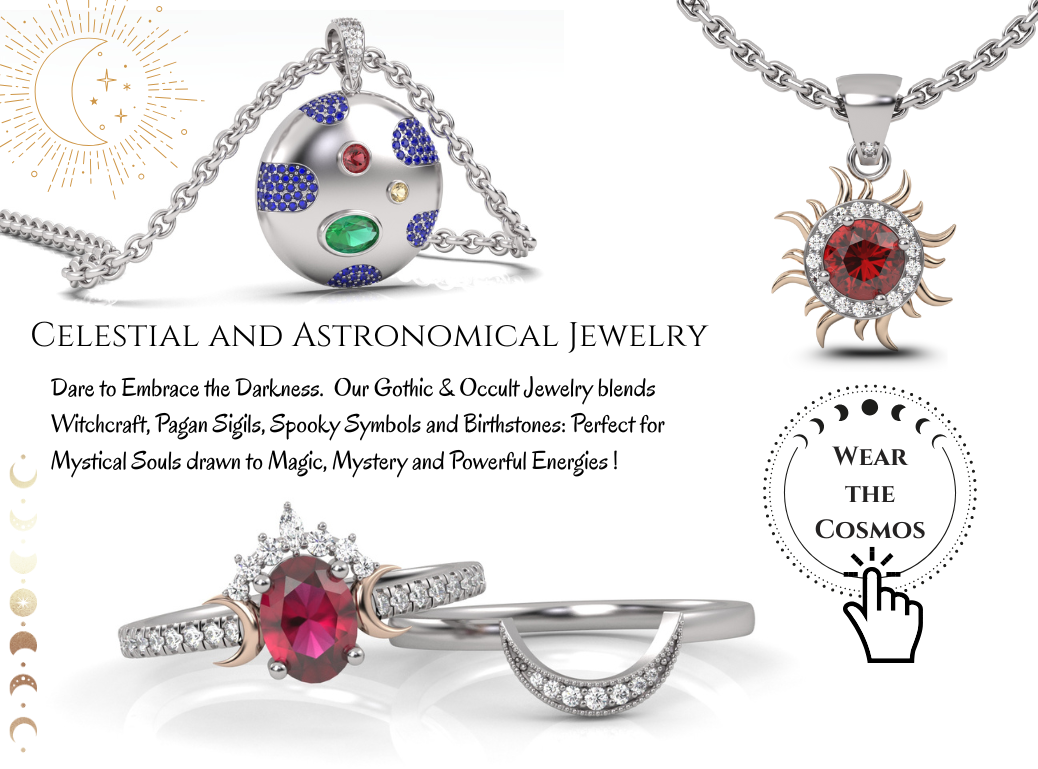 Celestial and Astronomical Jewelry
Dare to Embrace the Darkness. Our Gothic & Occult Jewelry blends
Witchcraft, Pagan Sigils, Spooky Symbols and Birthstones: Perfect for
Mystical Souls drawn to Magic, Mystery and Powerful Energies !
Wear
the
Cosmos